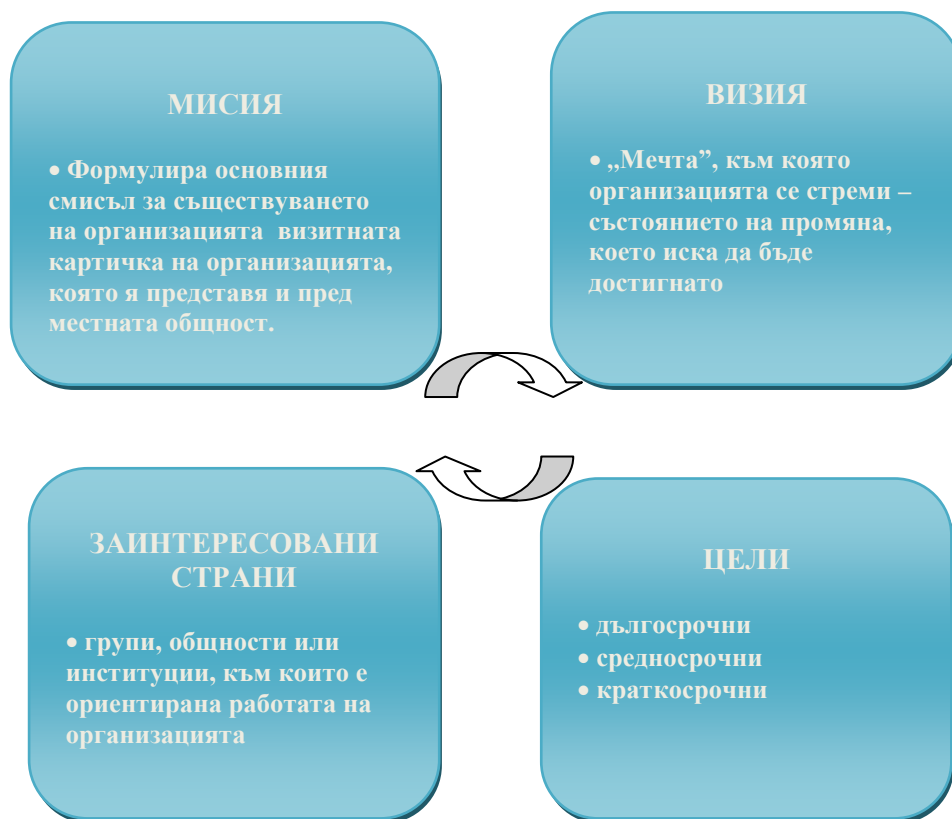 МИСИЯ
• Формулира основния
смисъл за съществуването
на организацията  визитната
картичка на организацията,
която я представя и пред
местната общност.
ВИЗИЯ
• „Мечта”, към която
организацията се стреми –
състоянието на промяна,
което иска да бъде
достигнато
ЗАИНТЕРЕСОВАНИ
СТРАНИ
• групи, общности или
институции, към които е
ориентирана работата на
организацията
ЦЕЛИ
• дългосрочни
• средносрочни
• краткосрочни